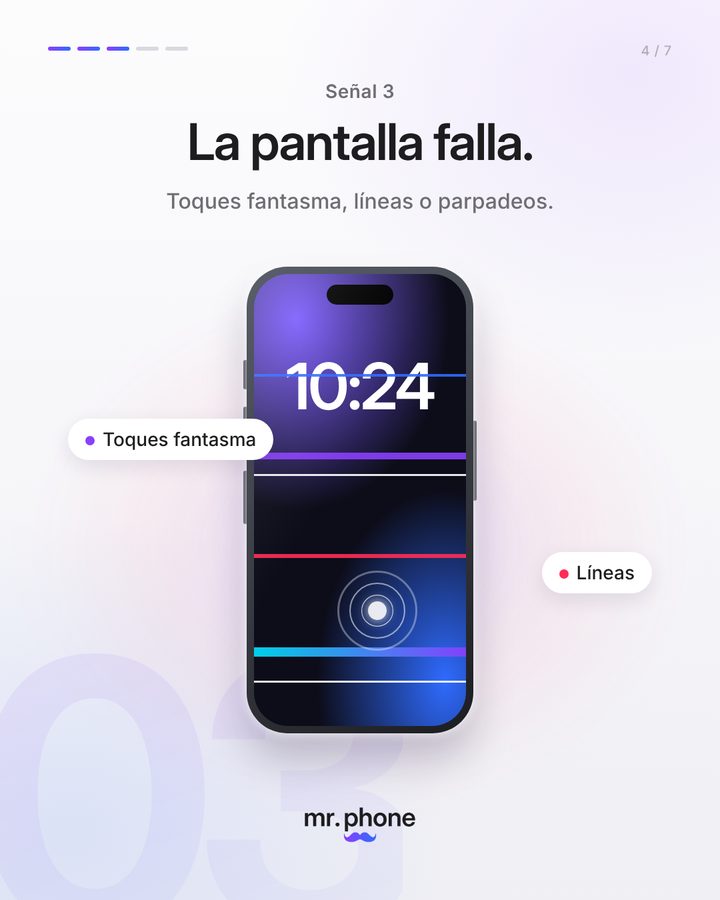 4 / 7
Señal 3
La pantalla falla.
Toques fantasma, líneas o parpadeos.
10:24
Toques fantasma
Líneas
03
mr. phone